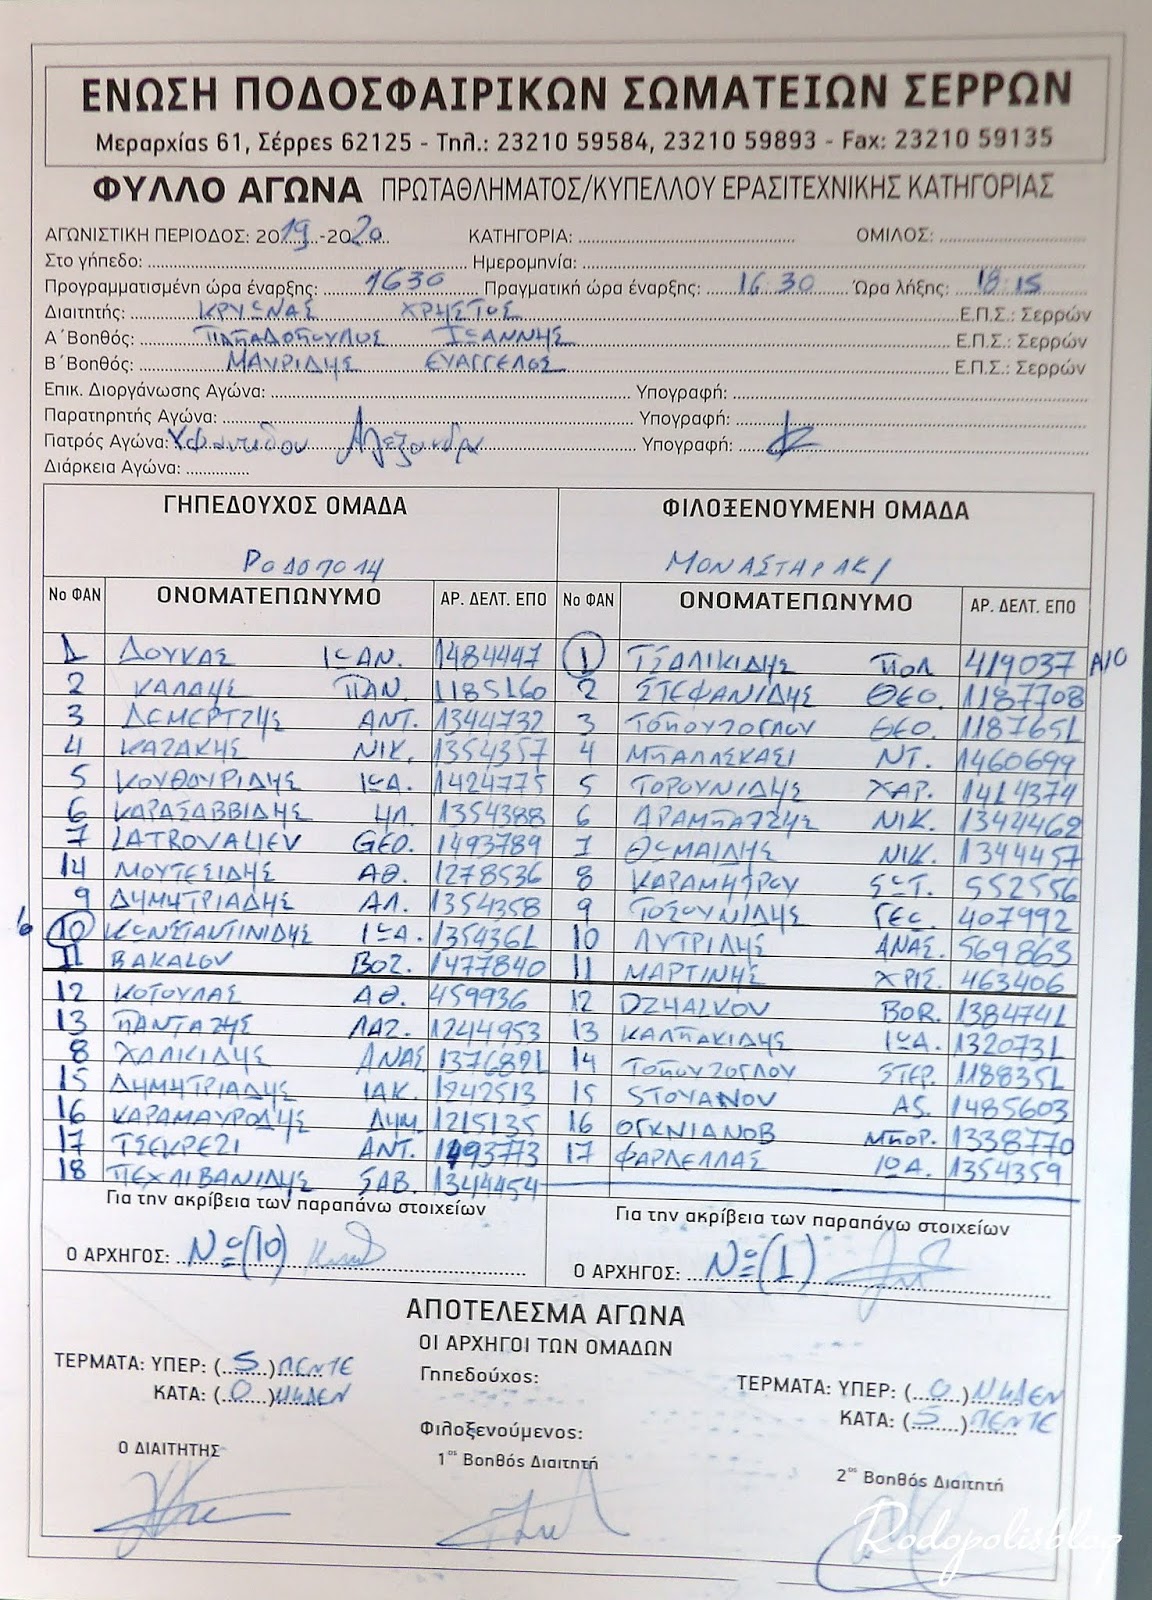 ΕΝΩΣΗ ΠΟΔΟΣΦΑΙΡΙΚΩΝ ΣΩΜΑΤΕΙΩΝ ΣΕΡΡΩΝ
Μεραρχίας 61, Σέρρες 62125 - Τηλ.: 23210 59584, 23210 59893 - Fax: 23210 59135
ΦΥΛΛΟ ΑΓΩΝΑ ΠΡΩΤΑΘΛΗΜΑΤΟΣ/ΚΥΠΕΛΛΟΥ ΕΡΑΣΙΤΕΧΝΙΚΗΣ ΚΑΤΗΓΟΡΙΑΣ
ΑΓΩΝΙΣΤΙΚΗ ΠΕΡΙΟΔΟΣ: 2019-2020 ΚΑΤΗΓΟΡΙΑ: ΟΜΙΛΟΣ:
Στο γήπεδο: Ημερομηνία:
Προγραμματισμένη ώρα έναρξης: 1630 Πραγματική ώρα έναρξης: 16:30 Ώρα λήξης: 18:15
Διαιτητής: ΚΡΥΩΝΑΣ ΧΡΗΣΤΟΣ Ε.Π.Σ.: Σερρών
Α΄Βοηθός: ΠΑΠΑΔΟΠΟΥΛΟΣ ΙΩΑΝΝΗΣ Ε.Π.Σ.: Σερρών
Β΄Βοηθός: ΜΑΥΡΙΔΗΣ ΕΥΑΓΓΕΛΟΣ Ε.Π.Σ.: Σερρών
Επικ. Διοργάνωσης Αγώνα: Υπογραφή:
Παρατηρητής Αγώνα: Υπογραφή:
Γιατρός Αγώνα: Υφαντίδου Αλεξάνδρα Υπογραφή:
Διάρκεια Αγώνα:
ΓΗΠΕΔΟΥΧΟΣ ΟΜΑΔΑ ΦΙΛΟΞΕΝΟΥΜΕΝΗ ΟΜΑΔΑ
ΡΟΔΟΠΟΛΗ ΜΟΝΑΣΤΗΡΑΚΙ
Νο ΦΑΝ ΟΝΟΜΑΤΕΠΩΝΥΜΟ ΑΡ. ΔΕΛΤ. ΕΠΟ Νο ΦΑΝ ΟΝΟΜΑΤΕΠΩΝΥΜΟ ΑΡ. ΔΕΛΤ. ΕΠΟ
1 ΔΟΥΚΑΣ ΙΩΑΝ. 1484447 1 ΤΣΑΛΙΚΙΔΗΣ ΠΟΛ 419037
2 ΚΑΛΑΗΣ ΠΑΝ. 1185160 2 ΣΤΕΦΑΝΙΔΗΣ ΘΕΟ. 1187708
3 ΔΕΜΕΡΤΖΗΣ ΑΝΤ. 1344732 3 ΤΟΠΟΥΖΟΓΛΟΥ ΘΕΟ. 1187651
4 ΚΑΖΑΚΗΣ ΝΙΚ. 1354357 4 ΜΠΑΛΛΣΚΑΣΙ ΝΤ. 1460699
5 ΚΟΥΘΟΥΡΙΔΗΣ ΙΩΑ. 1424775 5 ΤΟΡΟΥΝΙΔΗΣ ΧΑΡ. 1414374
6 ΚΑΡΑΣΑΒΒΙΔΗΣ ΗΛ. 1354388 6 ΑΡΑΜΠΑΤΖΗΣ ΝΙΚ. 1344462
7 LATROVALIEV GEO. 1493789 7 ΘΩΜΑΙΔΗΣ ΝΙΚ. 1344457
14 ΜΟΥΤΕΣΙΔΗΣ ΑΘ. 1278536 8 ΚΑΡΑΜΗΤΡΟΥ ΣΩΤ. 552556
9 ΔΗΜΗΤΡΙΑΔΗΣ ΑΛ. 1354358 9 ΤΟΣΟΥΝΙΔΗΣ ΓΕΩ. 407992
10 ΚΩΝΣΤΑΝΤΙΝΙΔΗΣ ΙΩΑ. 1354361 10 ΛΥΤΡΙΔΗΣ ΑΝΑΣ. 569863
11 BAKALOV BOZ. 1477840 11 ΜΑΡΤΙΝΗΣ ΧΡΙΣ. 463406
12 ΚΟΤΟΥΛΑΣ ΑΘ. 459936 12 DZHALKOV BOR. 1384741
13 ΠΑΝΤΑΖΗΣ ΛΑΖ. 1244953 13 ΚΑΛΠΑΚΙΔΗΣ ΙΩΑ. 1320731
8 ΧΑΛΚΙΔΗΣ ΑΝΑΣ. 1376821 14 ΤΟΠΟΥΖΟΓΛΟΥ ΣΤΕΡ. 1188351
15 ΔΗΜΗΤΡΙΑΔΗΣ ΙΑΚ. 1242513 15 STOYANOV AS. 1485603
16 ΚΑΡΑΜΑΥΡΟΔΗΣ ΔΗΜ. 1215135 16 ΟΓΚΝΙΑΝΟΒ ΜΠΟΡ. 1338770
17 ΤΣΕΚΡΕΖΙ ΑΝΤ. 1493773 17 ΦΑΡΔΕΛΛΑΣ ΙΩΑ. 1354359
18 ΠΕΧΛΙΒΑΝΙΔΗΣ ΣΑΒ. 1344454
Για την ακρίβεια των παραπάνω στοιχείων Για την ακρίβεια των παραπάνω στοιχείων
Ο ΑΡΧΗΓΟΣ: Νο(10) Ο ΑΡΧΗΓΟΣ: Νο(1)
ΑΠΟΤΕΛΕΣΜΑ ΑΓΩΝΑ
ΟΙ ΑΡΧΗΓΟΙ ΤΩΝ ΟΜΑΔΩΝ
ΤΕΡΜΑΤΑ: ΥΠΕΡ: (5) ΠΕΝΤΕ Γηπεδούχος: ΤΕΡΜΑΤΑ: ΥΠΕΡ: (0) ΜΗΔΕΝ
ΚΑΤΑ: (0) ΜΗΔΕΝ ΚΑΤΑ: (5) ΠΕΝΤΕ
Φιλοξενούμενος:
Ο ΔΙΑΙΤΗΤΗΣ 1ος Βοηθός Διαιτητή 2ος Βοηθός Διαιτητή
Rodopolisblog